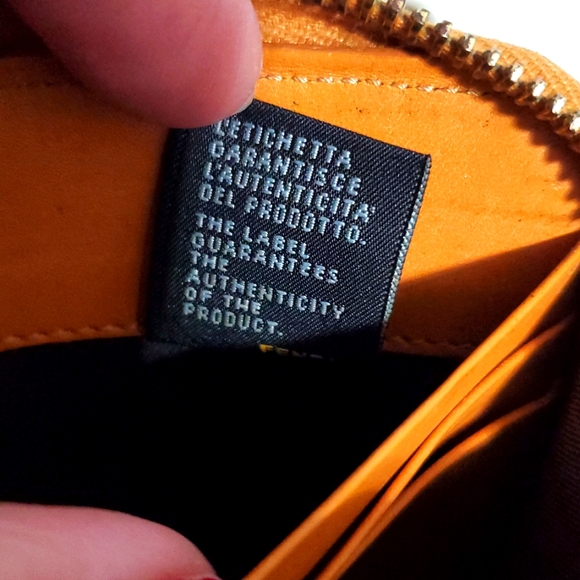 L'ETICHETTA
GARANTISCE
L'AUTENTICITA'
DEL PRODOTTO.
THE LABEL
GUARANTEES
THE
AUTHENTICITY
OF THE
PRODUCT.